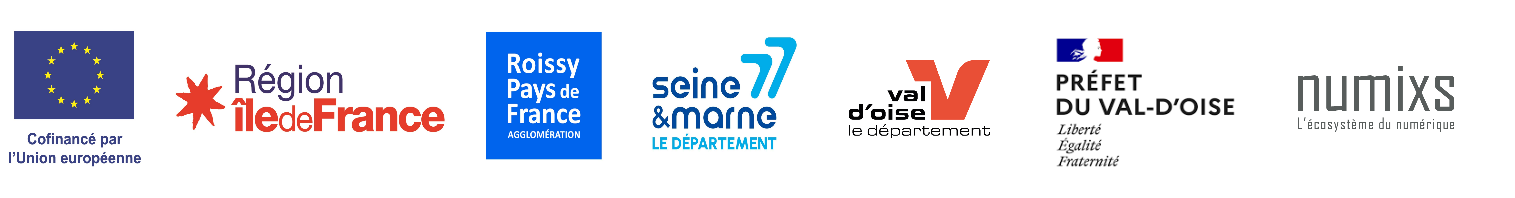 Cofinancé par
l'Union européenne
Région
îledeFrance
Roissy
Pays de
France
AGGLOMÉRATION
seine 77
&marne
LE DÉPARTEMENT
val
d'oise
le département
PRÉFET
DU VAL-D'OISE
Liberté
Égalité
Fraternité
numixs
L'écosystème du numérique